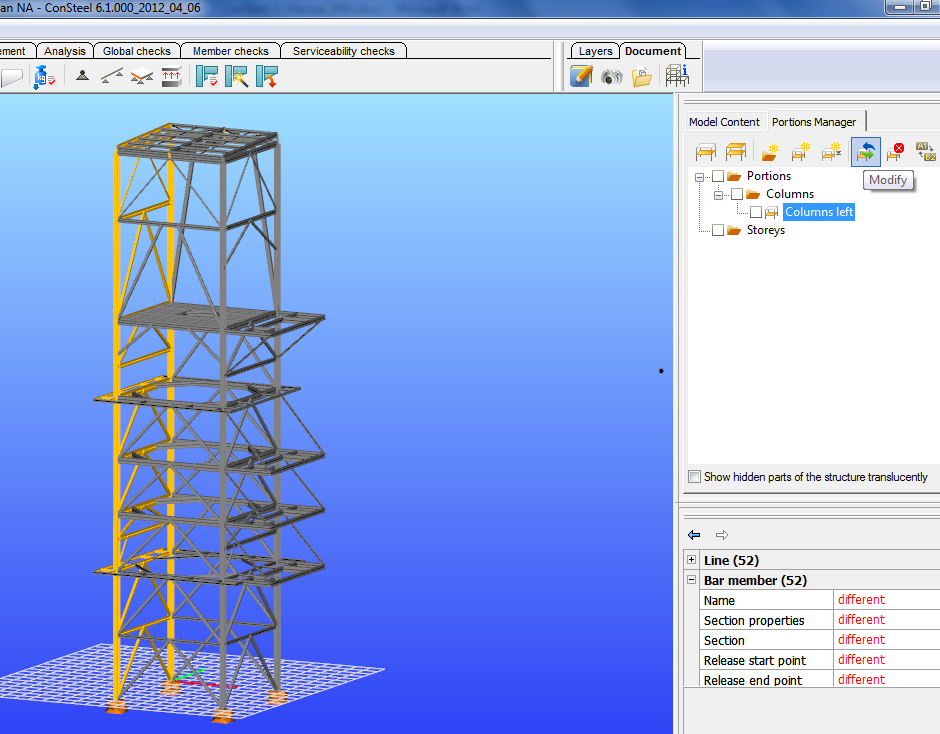 an NA - ConSteel 6.1.000_2012_04_06
ement Analysis Global checks Member checks Serviceability checks
Layers Document
Model Content Portions Manager
Modify
Portions
Columns
Columns left
Storeys
Show hidden parts of the structure translucently
Line (52)
Bar member (52)
Name different
Section properties different
Section different
Release start point different
Release end point different